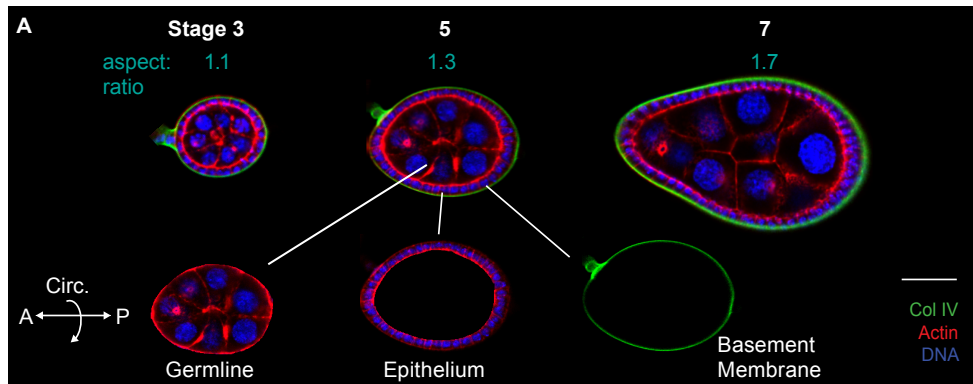 A
Stage 3
5
7
aspect:
ratio
1.1
1.3
1.7
Circ.
A
P
Germline
Epithelium
Basement
Membrane
Col IV
Actin
DNA